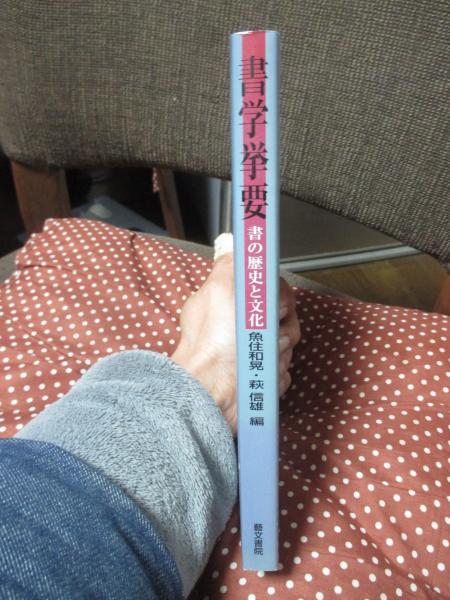 書学挙要
書の歴史と文化
魚住和晃・萩 信雄 編
藝文書院